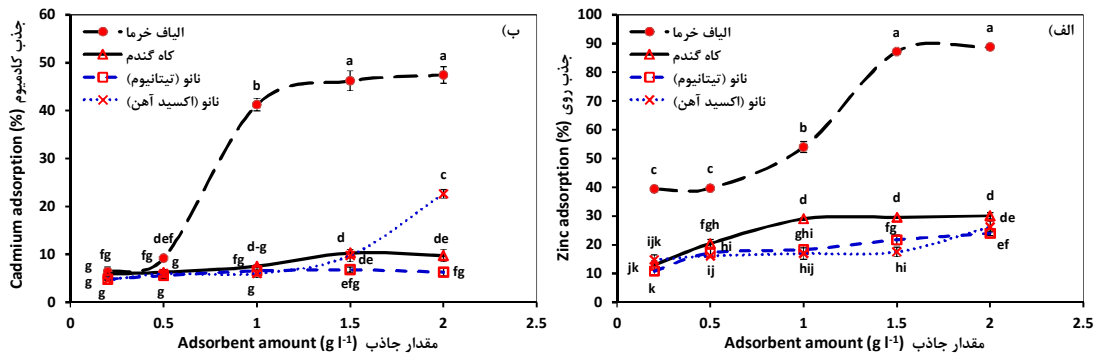 ب)
الیاف خرما
کاه گندم
نانو (تیتانیوم)
نانو (اکسید آهن)
جذب کادمیوم Cadmium adsorption (%)
60
50
40
30
20
10
0
0 0.5 1 1.5 2 2.5
a
a
b
c
def
fg
fg
g
g
g
g
g
d-g
fg
g
d
de
efg
de
fg
Adsorbent amount (g l⁻¹) مقدار جاذب
الف)
الیاف خرما
کاه گندم
نانو (تیتانیوم)
نانو (اکسید آهن)
جذب روی Zinc adsorption (%)
100
90
80
70
60
50
40
30
20
10
0
0 0.5 1 1.5 2 2.5
a
a
b
c
c
d
d
d
de
ef
fgh
hi
ij
ijk
jk
k
ghi
hij
fg
hi
Adsorbent amount (g l⁻¹) مقدار جاذب